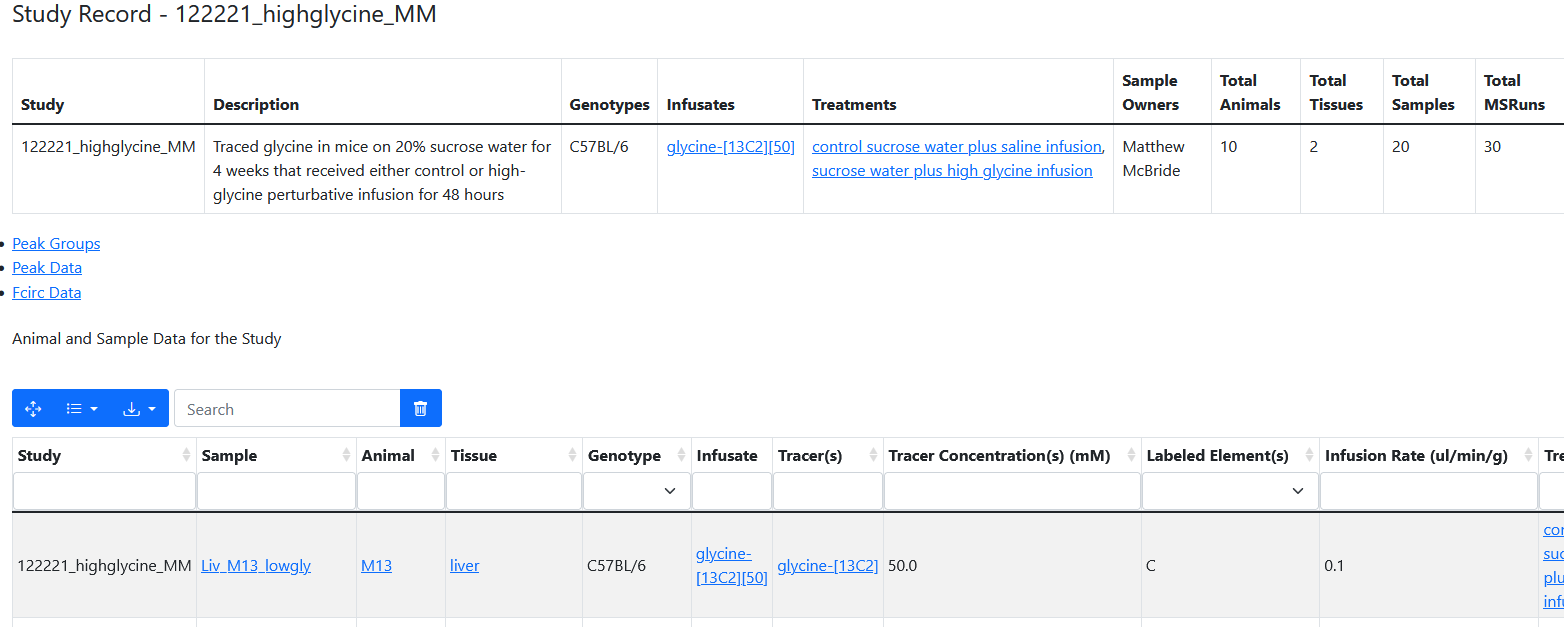 Study Record - 122221_highglycine_MM
Study Description Genotypes Infusates Treatments Sample Owners Total Animals Total Tissues Total Samples Total MSRuns
122221_highglycine_MM
Traced glycine in mice on 20% sucrose water for
4 weeks that received either control or high-
glycine perturbative infusion for 48 hours
C57BL/6
glycine-[13C2][50]
control sucrose water plus saline infusion,
sucrose water plus high glycine infusion
Matthew
McBride
10
2
20
30
Peak Groups
Peak Data
Fcirc Data
Animal and Sample Data for the Study
Search
Study Sample Animal Tissue Genotype Infusate Tracer(s) Tracer Concentration(s) (mM) Labeled Element(s) Infusion Rate (ul/min/g) Tre
122221_highglycine_MM
Liv_M13_lowgly
M13
liver
C57BL/6
glycine-
[13C2][50]
glycine-[13C2]
50.0
C
0.1
con
suc
plu
infu